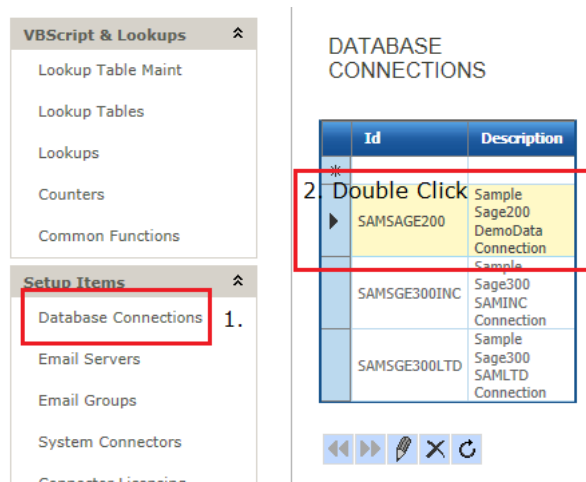 VBScript & Lookups
Lookup Table Maint
Lookup Tables
Lookups
Counters
Common Functions
Setup Items
Database Connections
1.
Email Servers
Email Groups
System Connectors
Connector Licensing
DATABASE
CONNECTIONS
Id Description
2. Double Click
SAMSAGE200
Sample
Sage200
DemoData
Connection
SAMSGE300INC
Sample
Sage300
SAMINC
Connection
SAMSGE300LTD
Sample
Sage300
SAMLTD
Connection